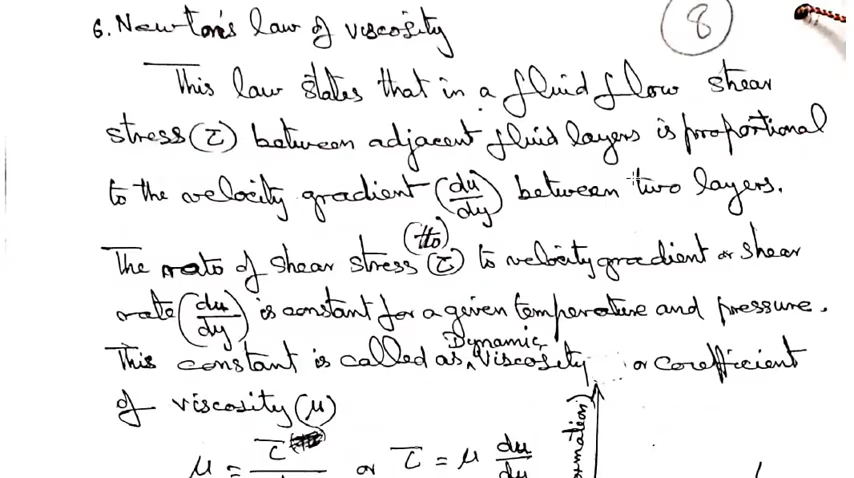 8
6. Newton's law of viscosity
This law states that in a fluid flow shear
stress (τ) between adjacent fluid layers is proportional
to the velocity gradient (du/dy) between two layers.
(to)
The rato of shear stress (τ) to velocity gradient or shear
rate (du/dy) is constant for a given temperature and pressure.
This constant is called as ^ Dynamic viscosity or coefficient
of viscosity (μ)
μ = τ or τ = μ du/dy
ormation)